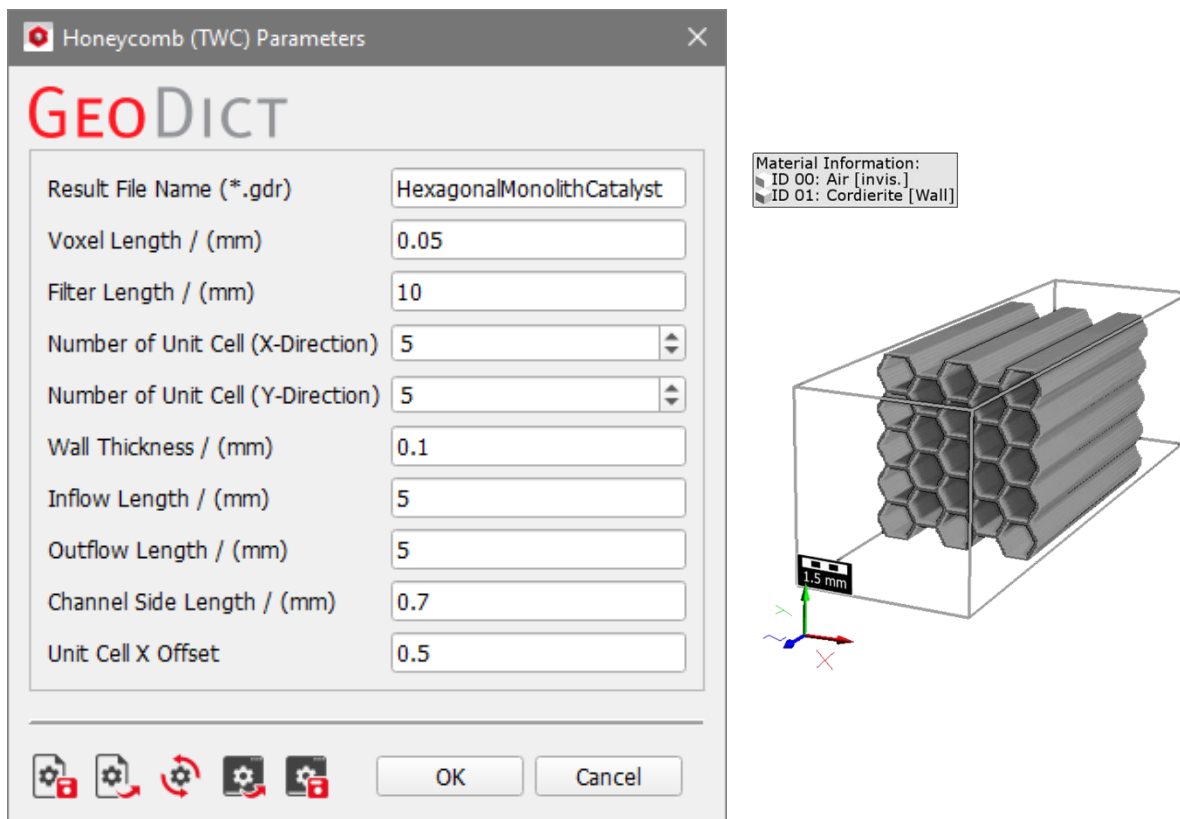 Honeycomb (TWC) Parameters
GEODICT
Result File Name (*.gdr) HexagonalMonolithCatalyst
Voxel Length / (mm) 0.05
Filter Length / (mm) 10
Number of Unit Cell (X-Direction) 5
Number of Unit Cell (Y-Direction) 5
Wall Thickness / (mm) 0.1
Inflow Length / (mm) 5
Outflow Length / (mm) 5
Channel Side Length / (mm) 0.7
Unit Cell X Offset 0.5
OK Cancel
Material Information:
ID 00: Air [invis.]
ID 01: Cordierite [Wall]
1.5 mm
y
Z
X